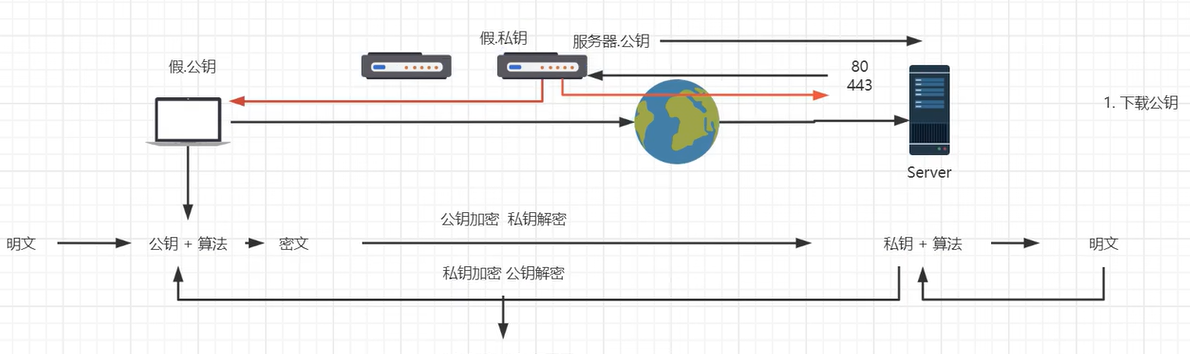 假.私钥
服务器.公钥
假.公钥
80
443
1. 下载公钥
Server
公钥加密 私钥解密
明文
公钥 + 算法
密文
私钥 + 算法
明文
私钥加密 公钥解密